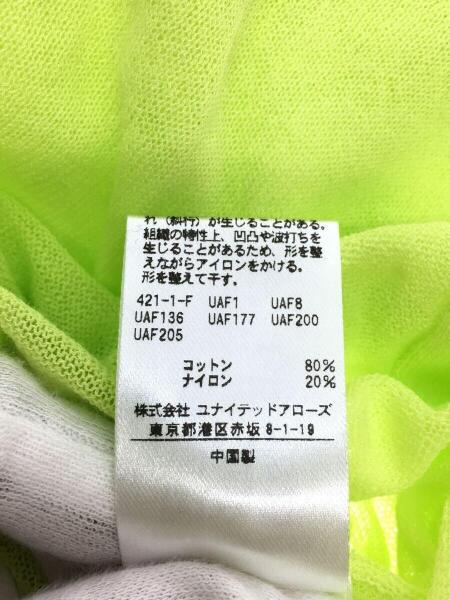 れ（斜行）が生じることがある。
組織の特性上、凹凸や波打ちを
生じることがあるため、形を整
えながらアイロンをかける。
形を整えて干す。
421-1-F UAF1 UAF8
UAF136 UAF177 UAF200
UAF205
コットン 80%
ナイロン 20%
株式会社 ユナイテッドアローズ
東京都港区赤坂 8-1-19
中国製